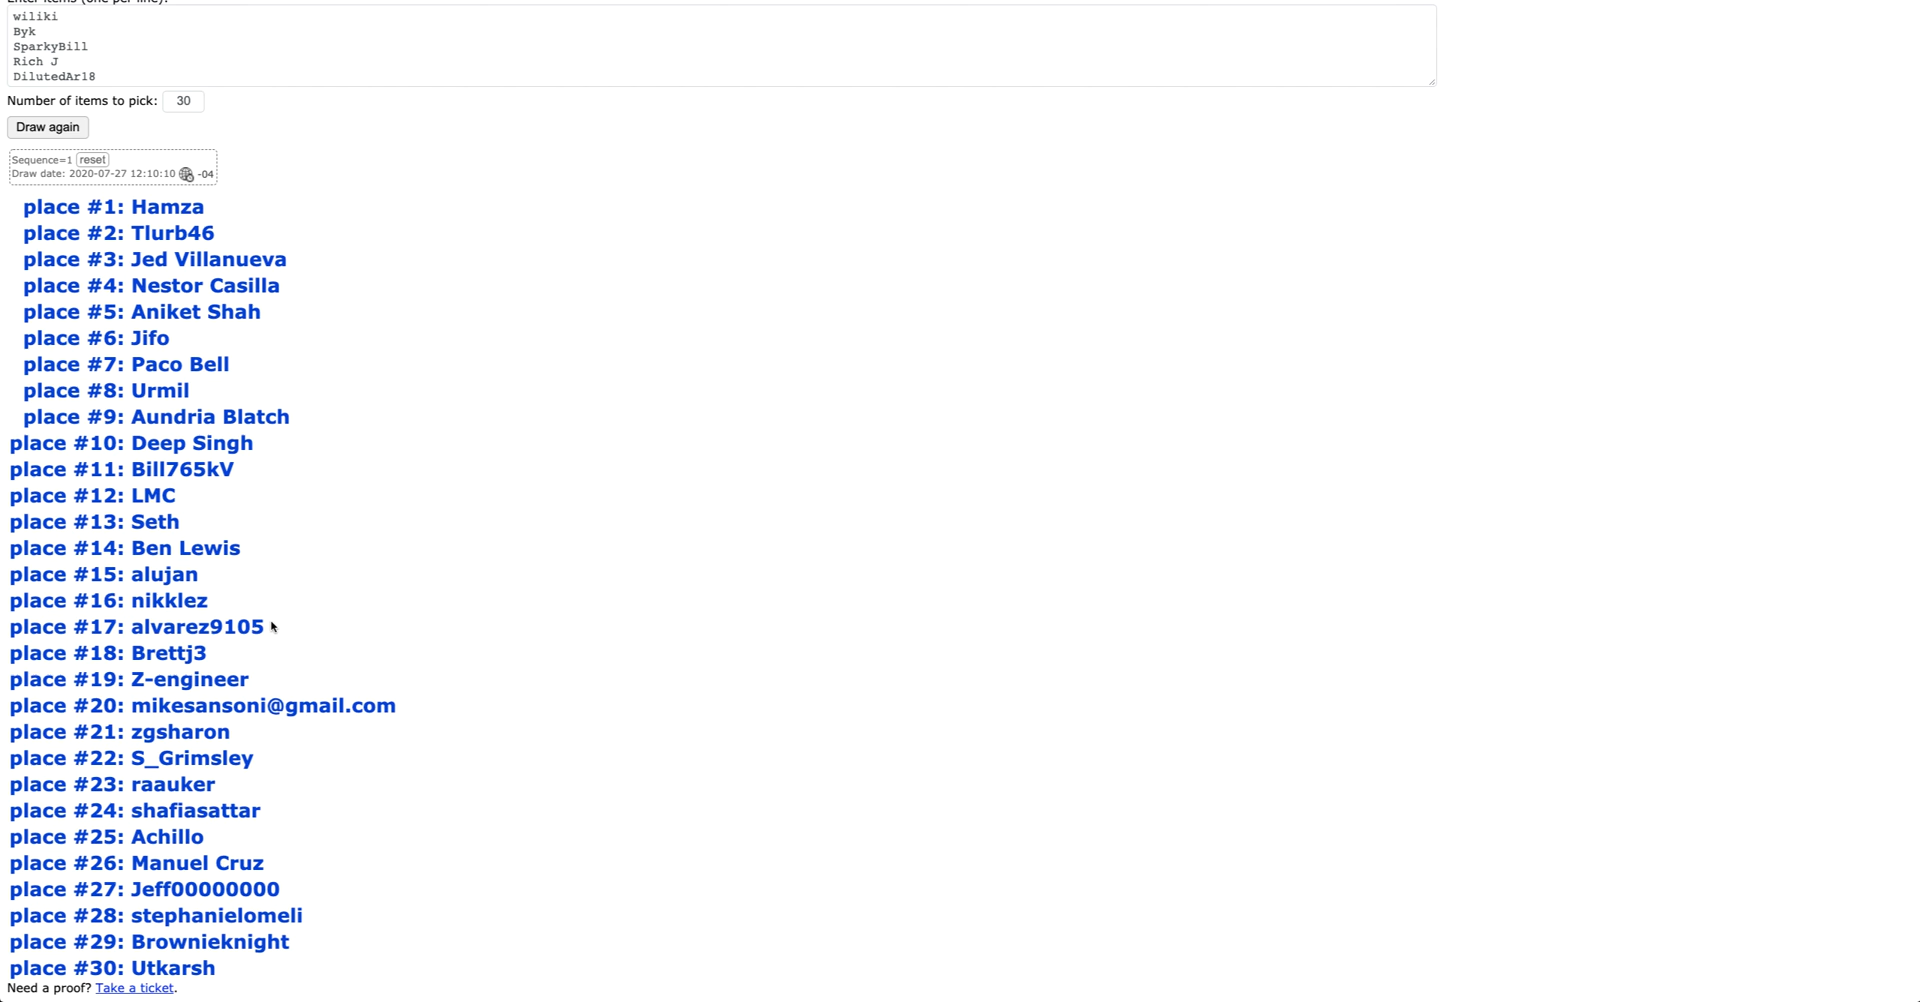 Enter items (one per line):
wiliki
Byk
SparkyBill
Rich J
DilutedAr18
Number of items to pick: 30
Draw again
Sequence=1 reset
Draw date: 2020-07-27 12:10:10 -04
place #1: Hamza
place #2: Tlurb46
place #3: Jed Villanueva
place #4: Nestor Casilla
place #5: Aniket Shah
place #6: Jifo
place #7: Paco Bell
place #8: Urmil
place #9: Aundria Blatch
place #10: Deep Singh
place #11: Bill765kV
place #12: LMC
place #13: Seth
place #14: Ben Lewis
place #15: alujan
place #16: nikklez
place #17: alvarez9105
place #18: Brettj3
place #19: Z-engineer
place #20: mikesansoni@gmail.com
place #21: zgsharon
place #22: S_Grimsley
place #23: raauker
place #24: shafiasattar
place #25: Achillo
place #26: Manuel Cruz
place #27: Jeff00000000
place #28: stephanielomeli
place #29: Brownieknight
place #30: Utkarsh
Need a proof? Take a ticket.